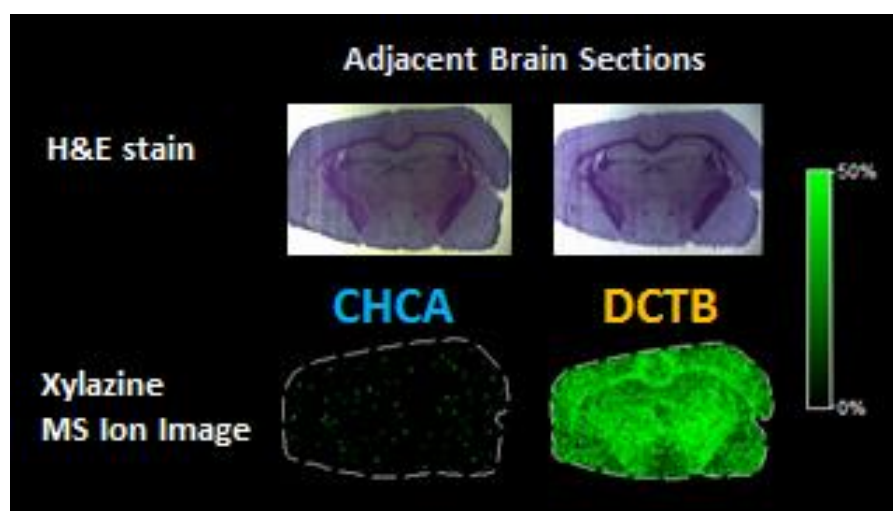 Adjacent Brain Sections
H&E stain
50%
CHCA
DCTB
Xylazine
MS Ion Image
0%